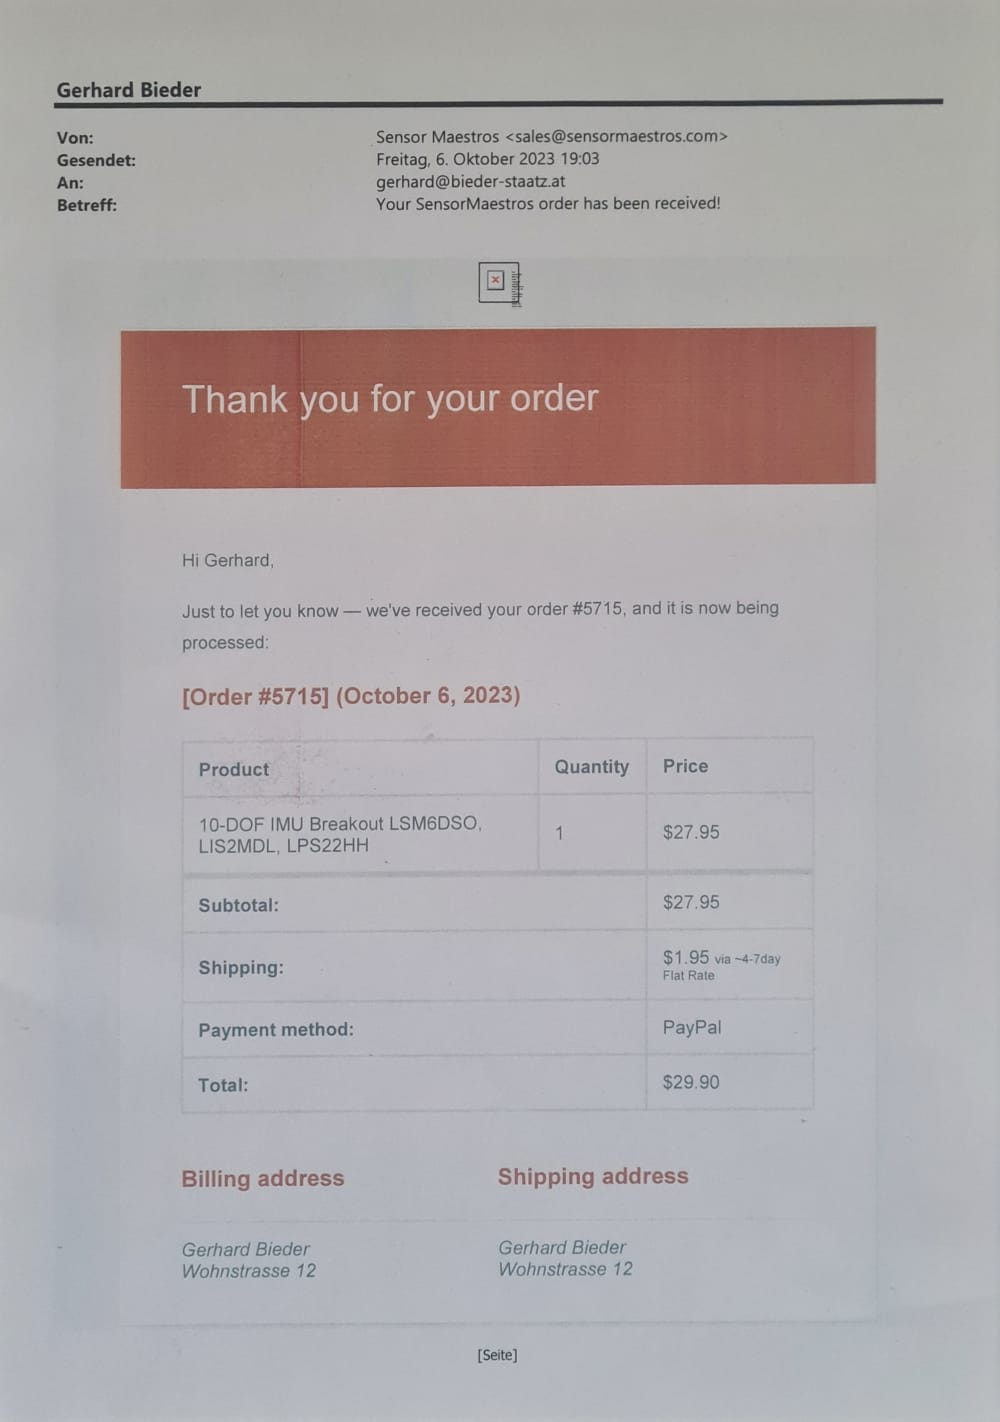 Gerhard Bieder
Von: Sensor Maestros <sales@sensormaestros.com>
Gesendet: Freitag, 6. Oktober 2023 19:03
An: gerhard@bieder-staatz.at
Betreff: Your SensorMaestros order has been received!
Thank you for your order
Hi Gerhard,
Just to let you know — we've received your order #5715, and it is now being
processed:
[Order #5715] (October 6, 2023)
Product Quantity Price
10-DOF IMU Breakout LSM6DSO,
LIS2MDL, LPS22HH 1 $27.95
Subtotal: $27.95
Shipping: $1.95 via ~4-7day
Flat Rate
Payment method: PayPal
Total: $29.90
Billing address Shipping address
Gerhard Bieder Gerhard Bieder
Wohnstrasse 12 Wohnstrasse 12
[Seite]